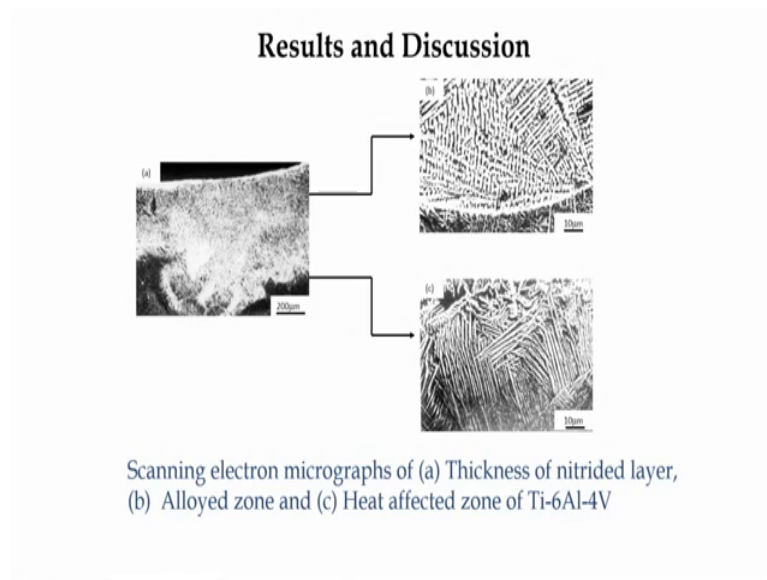 Results and Discussion
(b)
(a)
10μm
(c)
200μm
10μm
Scanning electron micrographs of (a) Thickness of nitrided layer,
(b) Alloyed zone and (c) Heat affected zone of Ti-6Al-4V